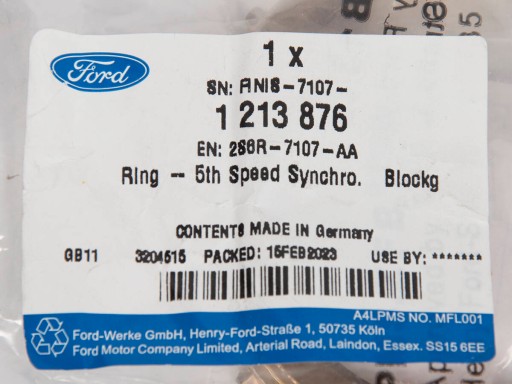 Ford
1 x
SN: FINIS-7107-
1 213 876
EN: 2S6R-7107-AA
Ring -- 5th Speed Synchro. Blockg
CONTENTS MADE IN Germany
GB11 3204515 PACKED: 15FEB2023 USE BY: *******
A4LPMS NO. MFL001
Ford-Werke GmbH, Henry-Ford-Straße 1, 50735 Köln
Ford Motor Company Limited, Arterial Road, Laindon, Essex. SS15 6EE